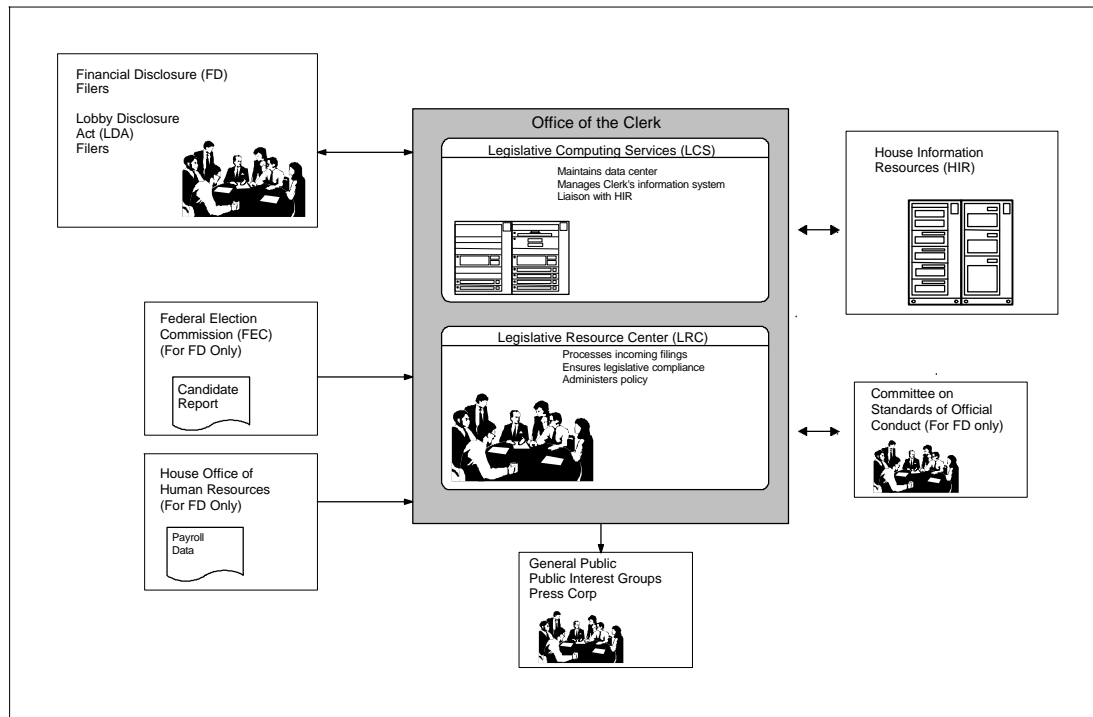 Financial Disclosure (FD)
Filers
Lobby Disclosure
Act (LDA)
Filers
Office of the Clerk
Legislative Computing Services (LCS)
Maintains data center
Manages Clerk's information system
Liaison with HIR
House Information
Resources (HIR)
Federal Election
Commission (FEC)
(For FD Only)
Candidate
Report
Legislative Resource Center (LRC)
Processes incoming filings
Ensures legislative compliance
Administers policy
Committee on
Standards of Official
Conduct (For FD only)
House Office of
Human Resources
(For FD Only)
Payroll
Data
General Public
Public Interest Groups
Press Corp